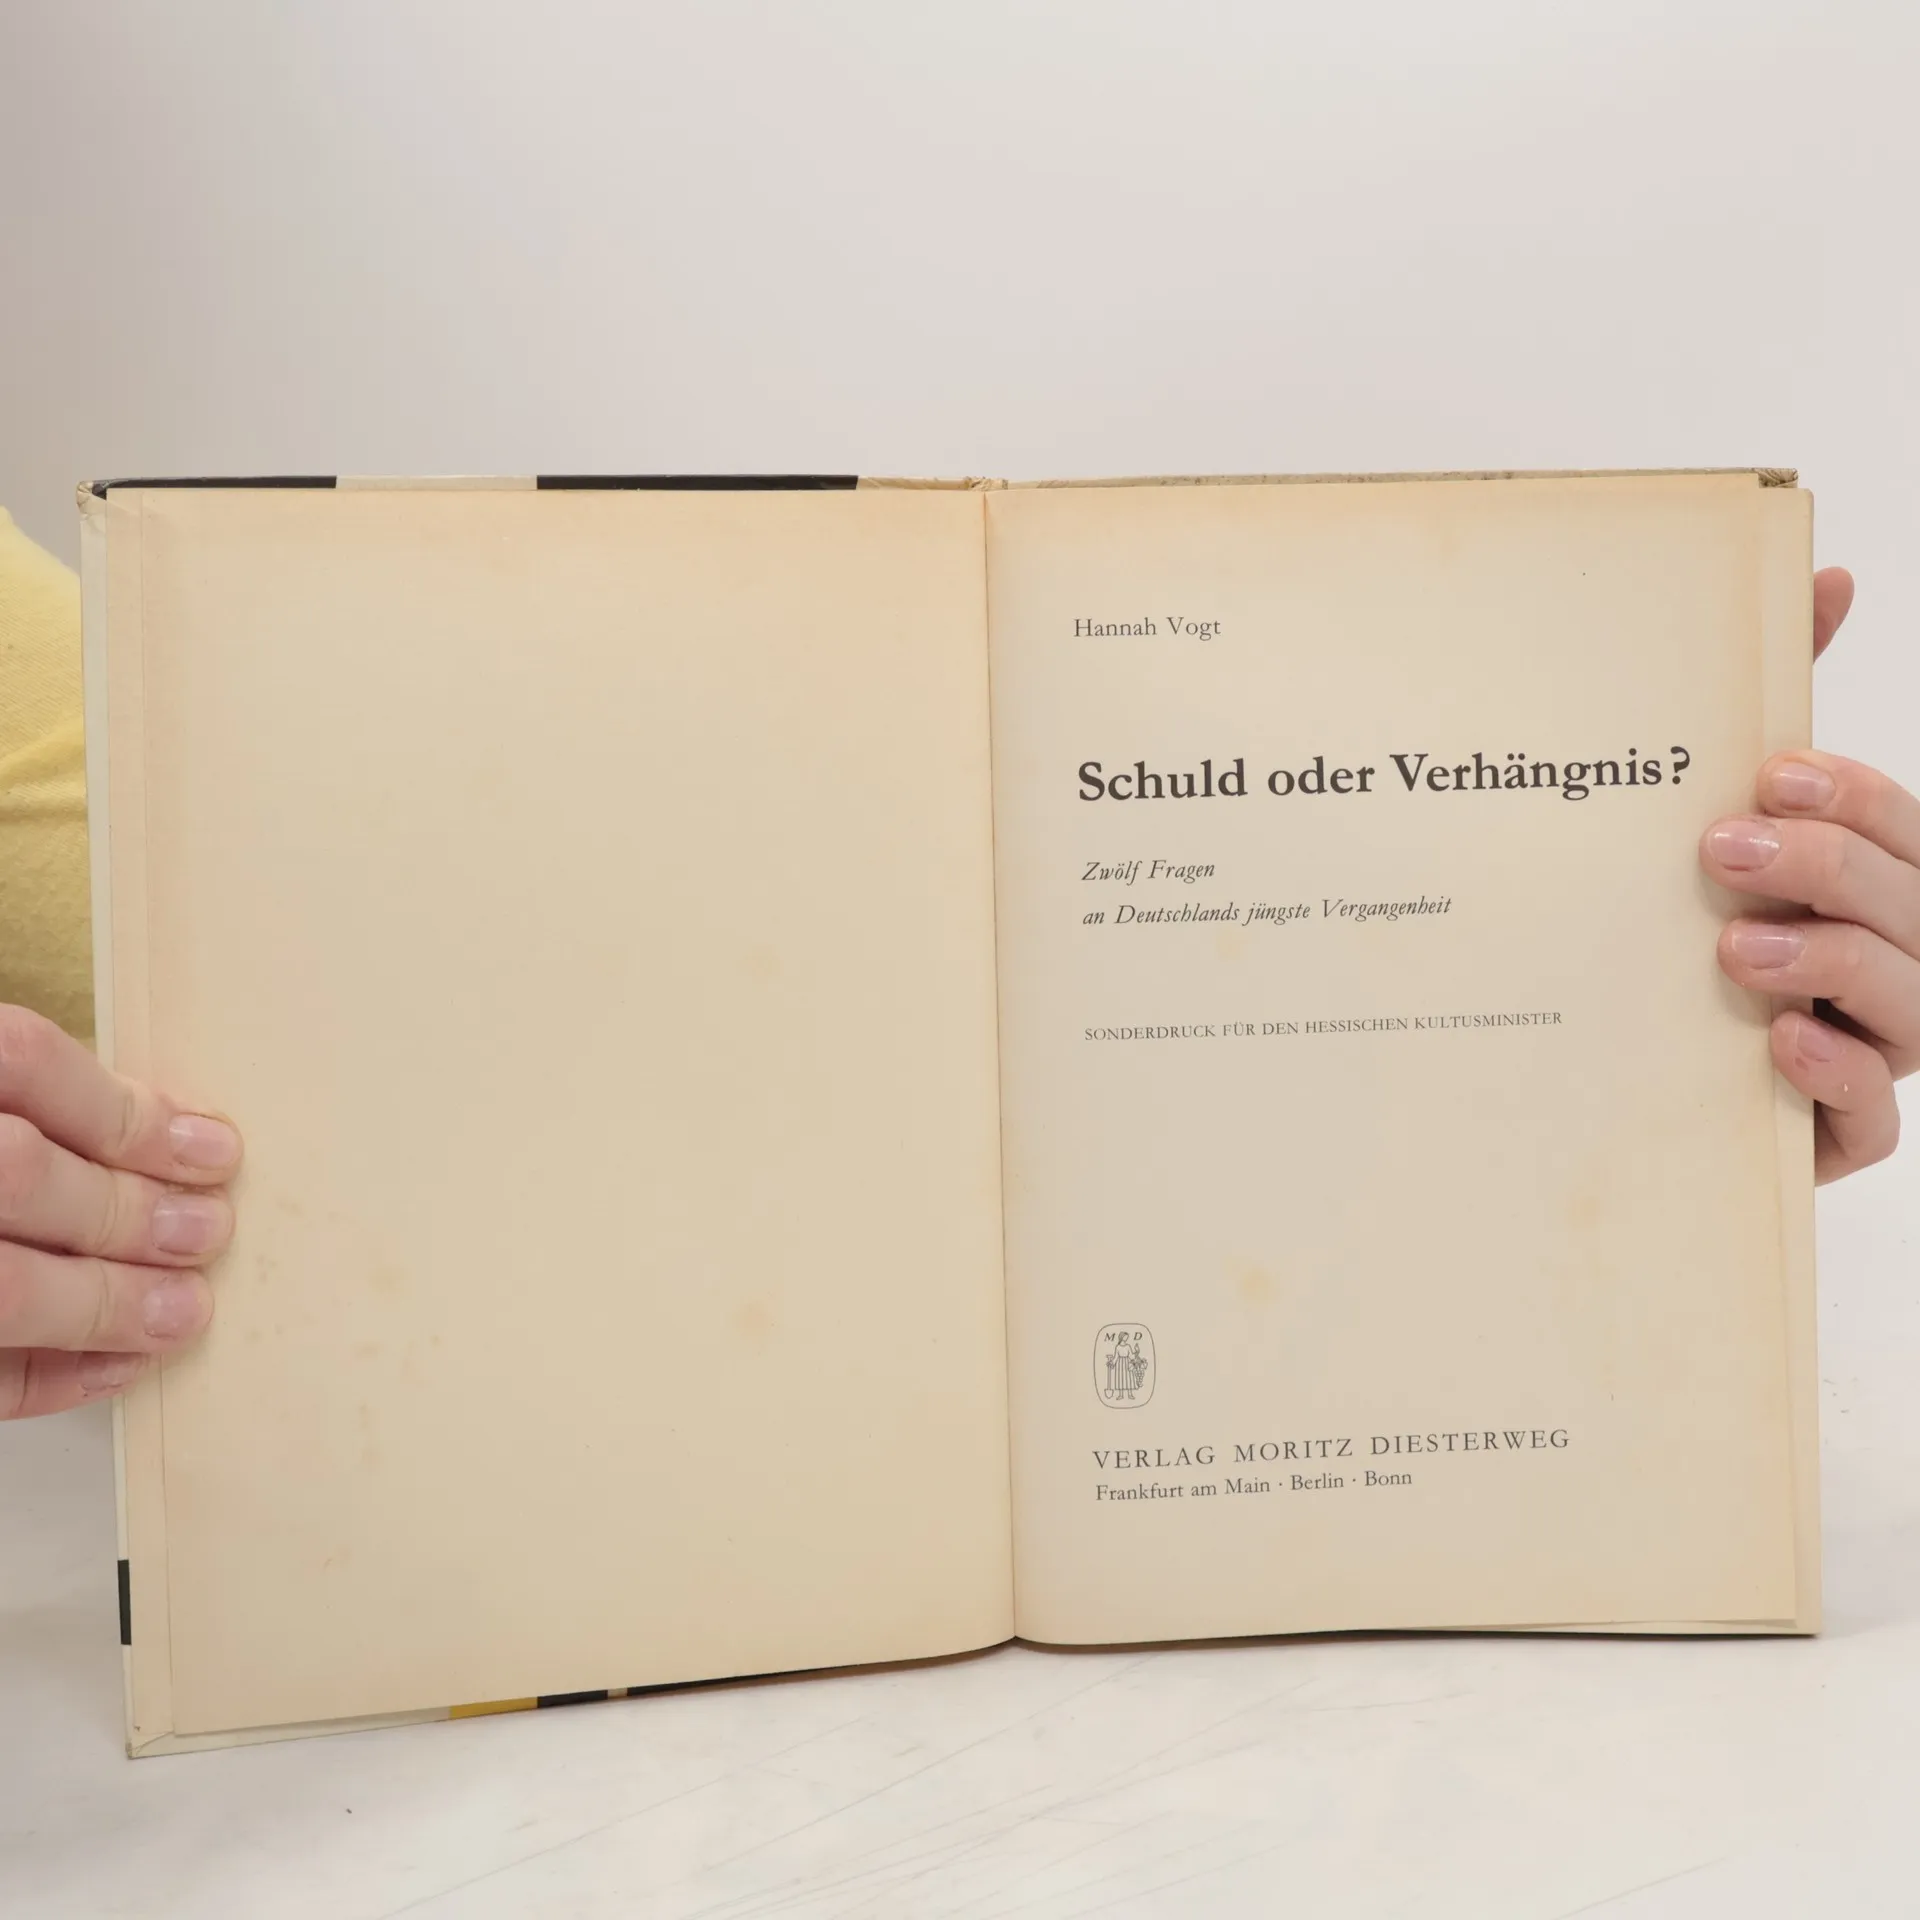 Hannah Vogt
Schuld oder Verhängnis?
Zwölf Fragen
an Deutschlands jüngste Vergangenheit
SONDERDRUCK FÜR DEN HESSISCHEN KULTUSMINISTER
M D
VERLAG MORITZ DIESTERWEG
Frankfurt am Main · Berlin · Bonn